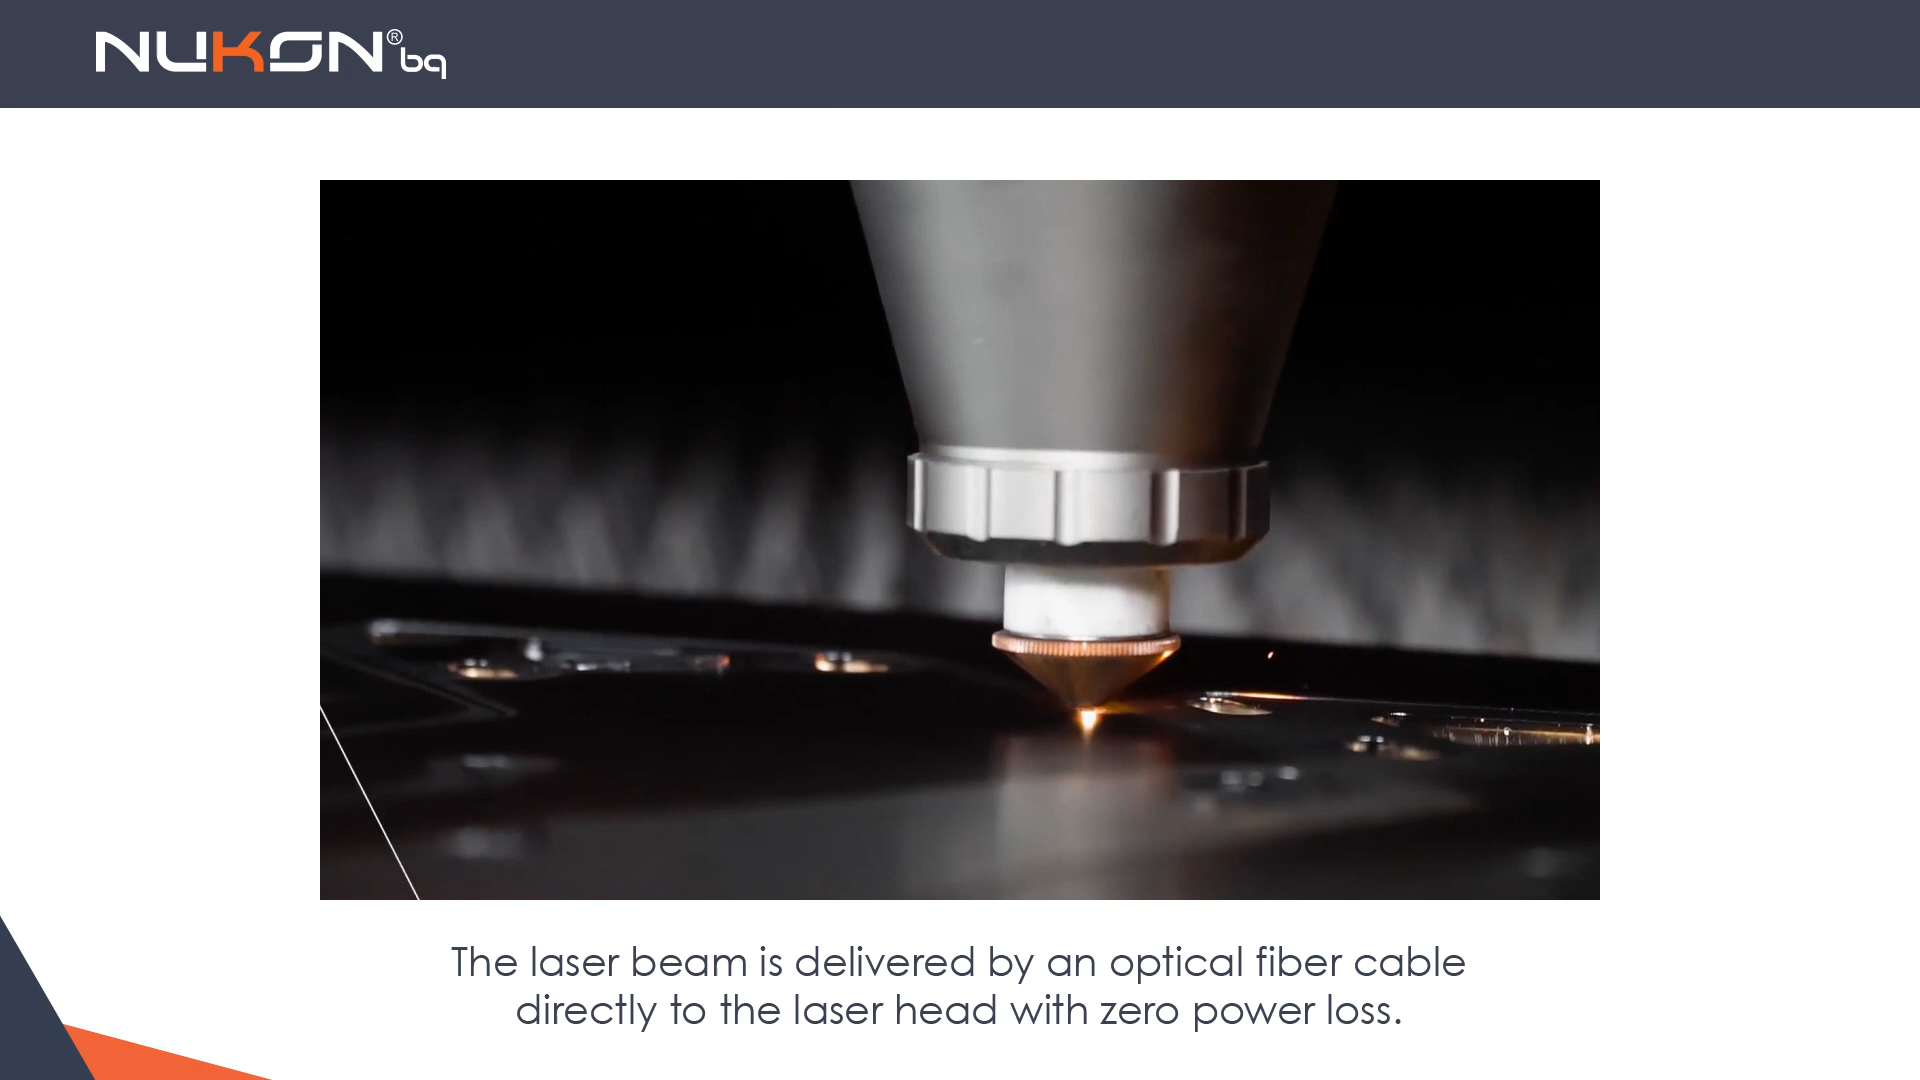 NUKON® bg
The laser beam is delivered by an optical fiber cable
directly to the laser head with zero power loss.